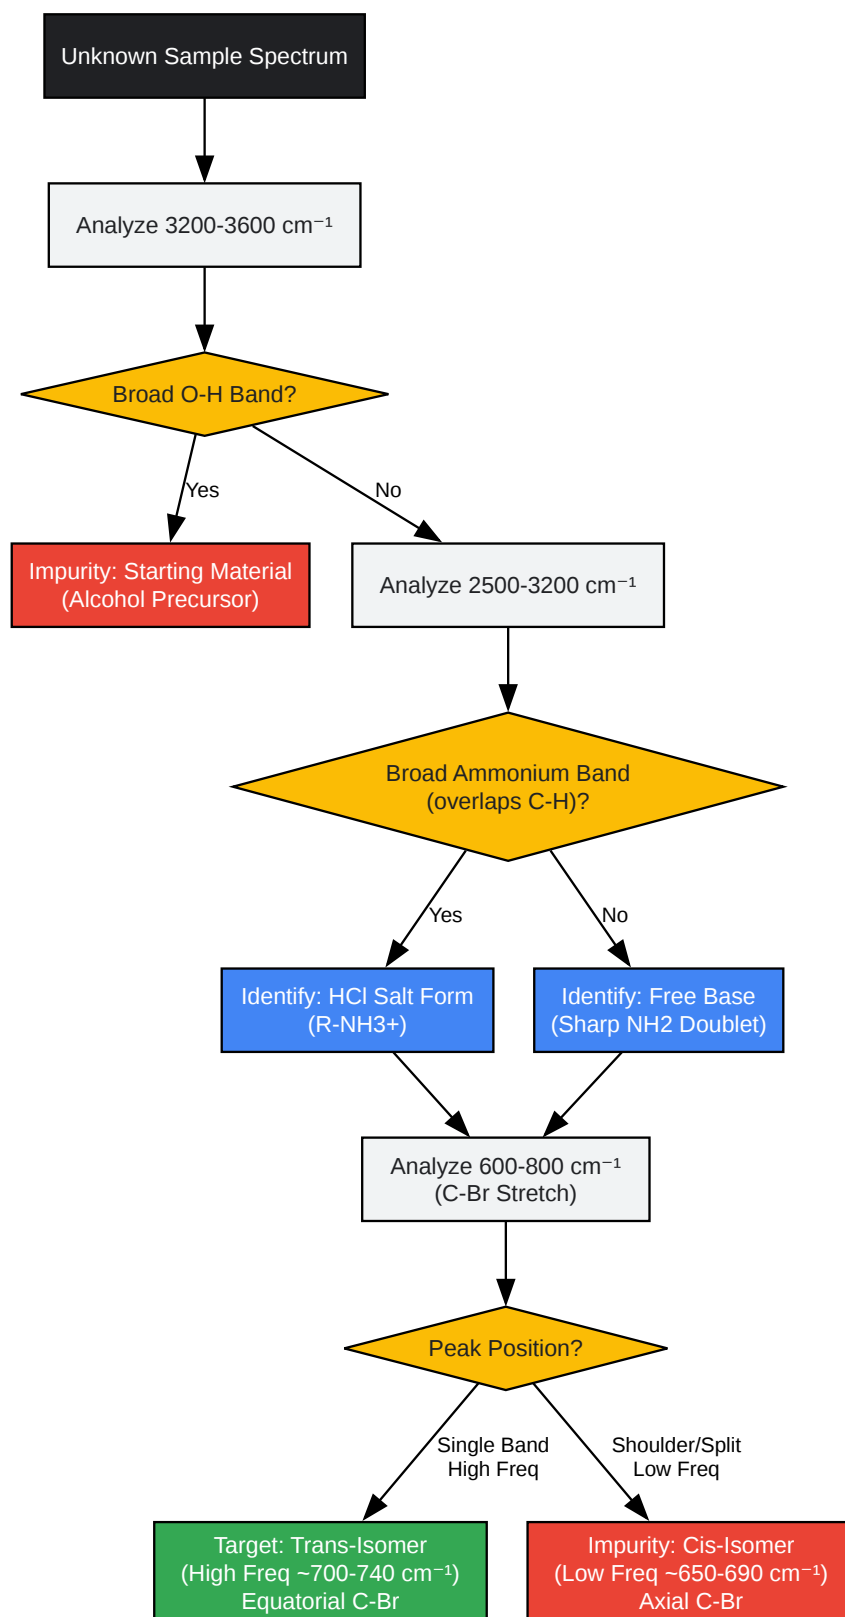 Unknown Sample Spectrum
Analyze 3200-3600 cm⁻¹
Broad O-H Band?
Yes
No
Impurity: Starting Material
(Alcohol Precursor)
Analyze 2500-3200 cm⁻¹
Broad Ammonium Band
(overlaps C-H)?
Yes
No
Identify: HCl Salt Form
(R-NH3+)
Identify: Free Base
(Sharp NH2 Doublet)
Analyze 600-800 cm⁻¹
(C-Br Stretch)
Peak Position?
Single Band
High Freq
Shoulder/Split
Low Freq
Target: Trans-Isomer
(High Freq ~700-740 cm⁻¹)
Equatorial C-Br
Impurity: Cis-Isomer
(Low Freq ~650-690 cm⁻¹)
Axial C-Br